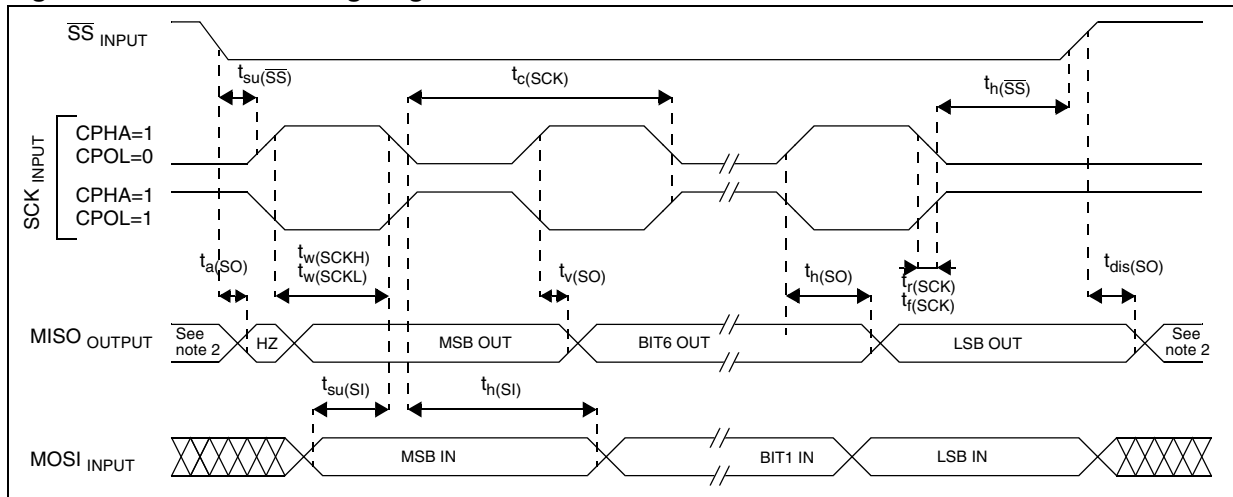 SS INPUT
tsu(SS)
tc(SCK)
th(SS)
SCK INPUT
CPHA=1
CPOL=0
CPHA=1
CPOL=1
ta(SO)
tw(SCKH)
tw(SCKL)
tv(SO)
th(SO)
tr(SCK)
tf(SCK)
tdis(SO)
MISO OUTPUT
See
note 2
HZ
MSB OUT
BIT6 OUT
LSB OUT
See
note 2
tsu(SI)
th(SI)
MOSI INPUT
MSB IN
BIT1 IN
LSB IN